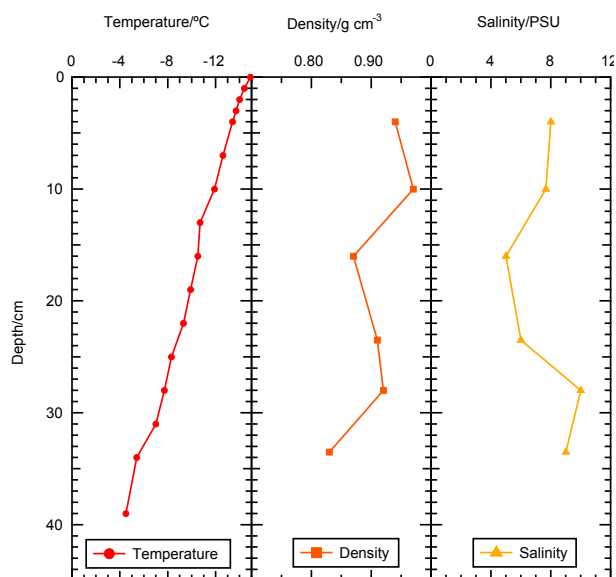 Temperature/ºC
Density/g cm⁻³
Salinity/PSU
0 -4 -8 -12
0.80 0.90
0 4 8 12
0
10
20
30
40
Depth/cm
Temperature
Density
Salinity